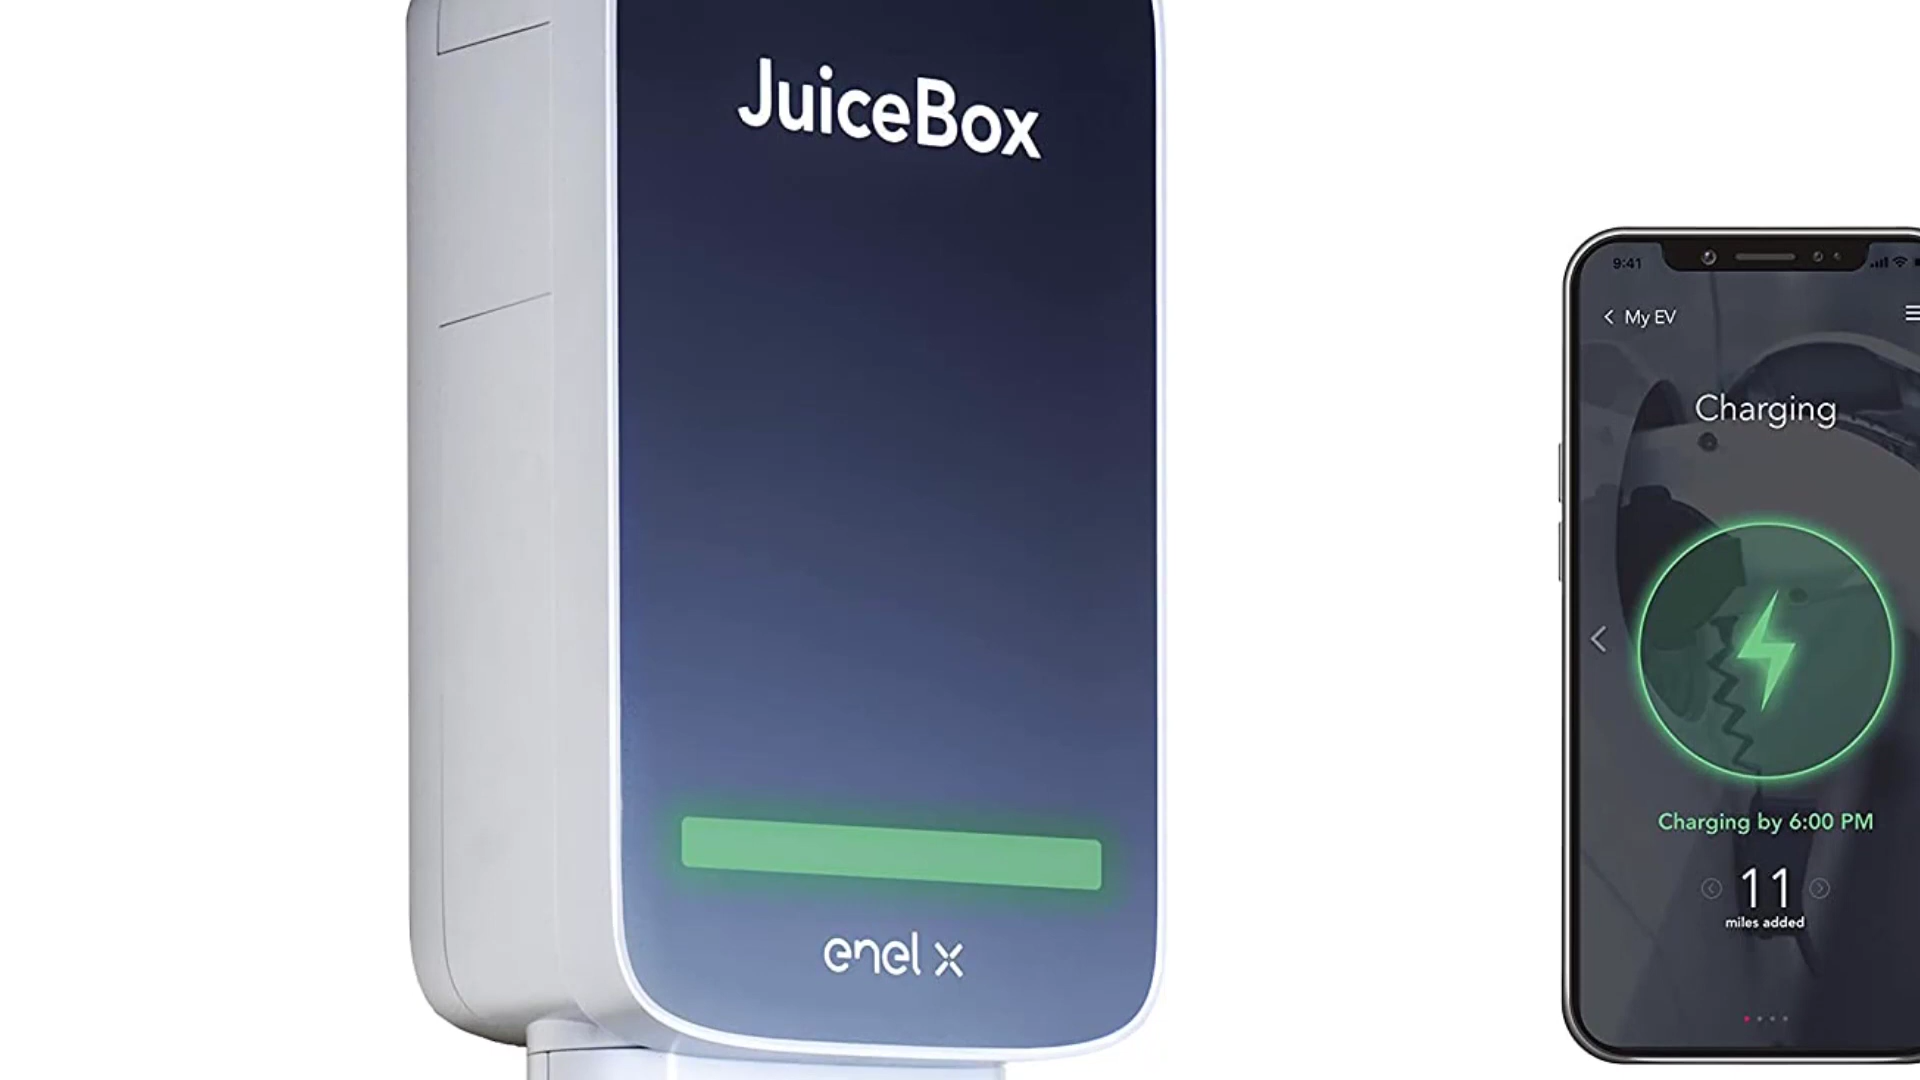 JuiceBox
enel x
9:41
My EV
Charging
Charging by 6:00 PM
11
miles added